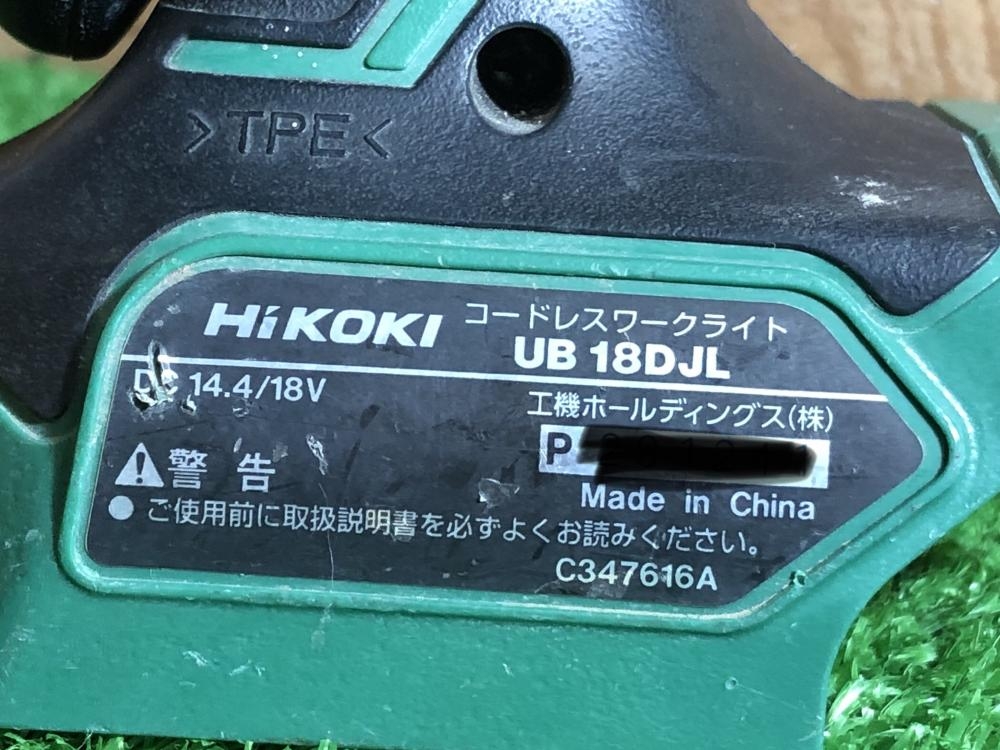 >TPE<
HiKOKI コードレスワークライト
UB 18DJL
DC 14.4/18V
工機ホールディングス(株)
P
警告
Made in China
● ご使用前に取扱説明書を必ずよくお読みください。
C347616A